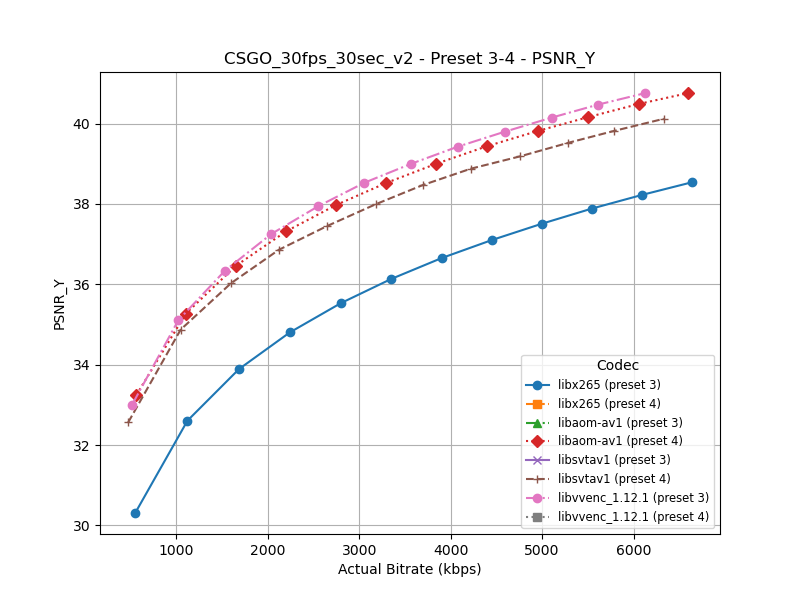 CSGO_30fps_30sec_v2 - Preset 3-4 - PSNR_Y
PSNR_Y
40
38
36
34
32
30
1000
2000
3000
4000
5000
6000
Actual Bitrate (kbps)
Codec
libx265 (preset 3)
libx265 (preset 4)
libaom-av1 (preset 3)
libaom-av1 (preset 4)
libsvtav1 (preset 3)
libsvtav1 (preset 4)
libvvenc_1.12.1 (preset 3)
libvvenc_1.12.1 (preset 4)